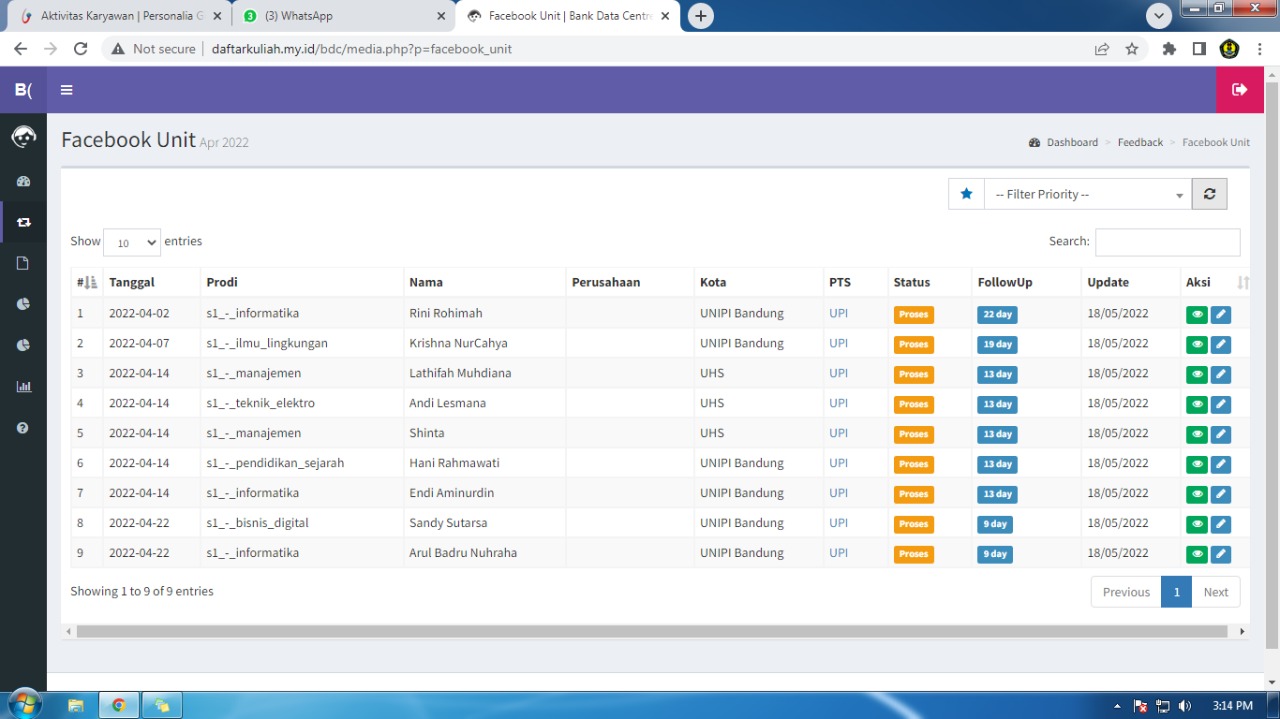 Aktivitas Karyawan | Personalia G
(3) WhatsApp
Facebook Unit | Bank Data Centr
Not secure | daftarkuliah.my.id/bdc/media.php?p=facebook_unit
B(
Facebook Unit Apr 2022
Dashboard > Feedback > Facebook Unit
-- Filter Priority --
Show 10 entries
Search:
# Tanggal Prodi Nama Perusahaan Kota PTS Status FollowUp Update Aksi
1 2022-04-02 s1_-_informatika Rini Rohimah UNIPI Bandung UPI Proses 22 day 18/05/2022
2 2022-04-07 s1_-_ilmu_lingkungan Krishna NurCahya UNIPI Bandung UPI Proses 19 day 18/05/2022
3 2022-04-14 s1_-_manajemen Lathifah Muhdiana UHS UPI Proses 13 day 18/05/2022
4 2022-04-14 s1_-_teknik_elektro Andi Lesmana UHS UPI Proses 13 day 18/05/2022
5 2022-04-14 s1_-_manajemen Shinta UHS UPI Proses 13 day 18/05/2022
6 2022-04-14 s1_-_pendidikan_sejarah Hani Rahmawati UNIPI Bandung UPI Proses 13 day 18/05/2022
7 2022-04-14 s1_-_informatika Endi Aminurdin UNIPI Bandung UPI Proses 13 day 18/05/2022
8 2022-04-22 s1_-_bisnis_digital Sandy Sutarsa UNIPI Bandung UPI Proses 9 day 18/05/2022
9 2022-04-22 s1_-_informatika Arul Badru Nuhraha UNIPI Bandung UPI Proses 9 day 18/05/2022
Showing 1 to 9 of 9 entries
Previous 1 Next
3:14 PM